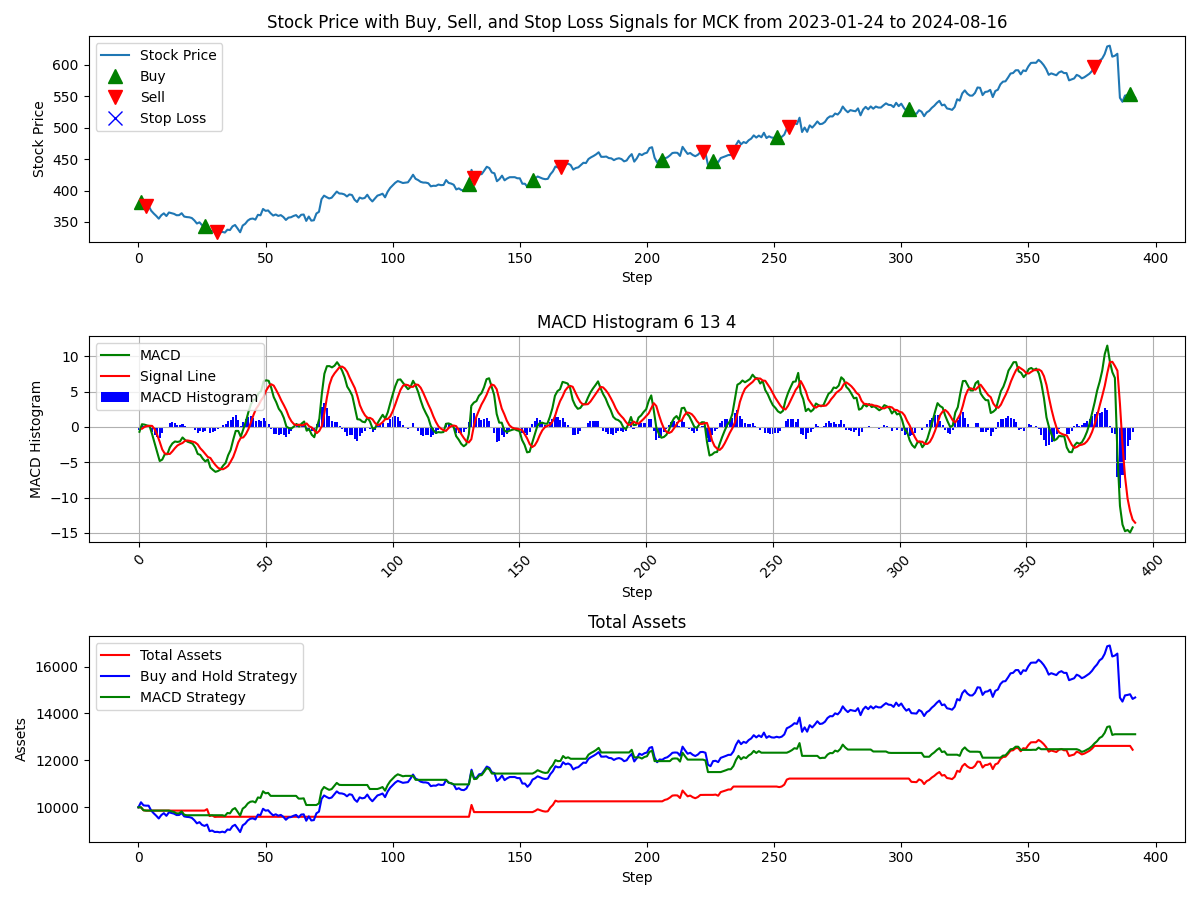 Stock Price with Buy, Sell, and Stop Loss Signals for MCK from 2023-01-24 to 2024-08-16
Stock Price
600
550
500
450
400
350
Stock Price
Buy
Sell
Stop Loss
0 50 100 150 200 250 300 350 400
Step
MACD Histogram 6 13 4
MACD Histogram
10
5
0
−5
−10
−15
MACD
Signal Line
MACD Histogram
0 50 100 150 200 250 300 350 400
Step
Total Assets
Assets
16000
14000
12000
10000
Total Assets
Buy and Hold Strategy
MACD Strategy
0 50 100 150 200 250 300 350 400
Step